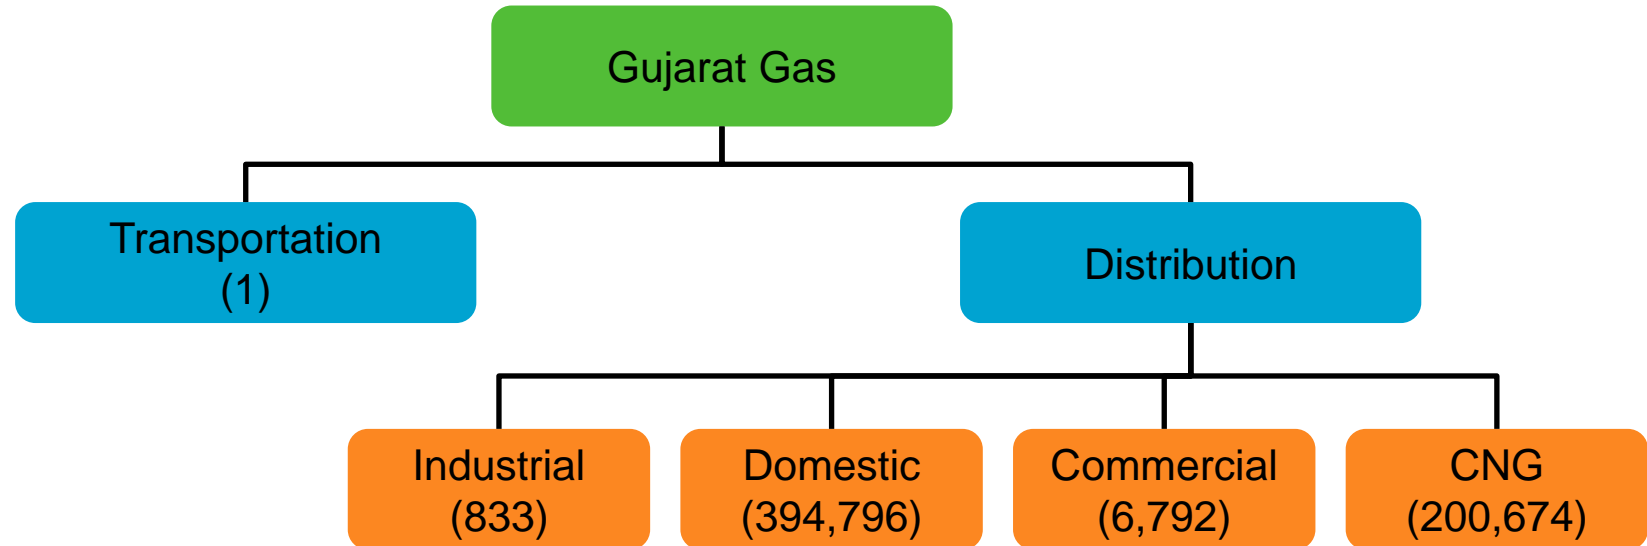 Gujarat Gas
Transportation
(1)
Distribution
Industrial
(833)
Domestic
(394,796)
Commercial
(6,792)
CNG
(200,674)